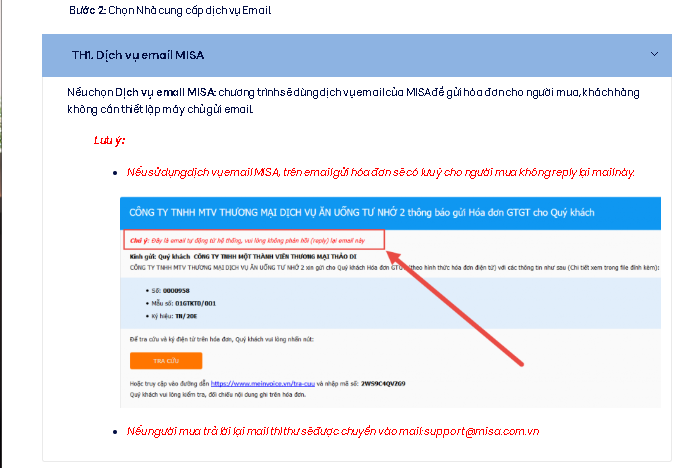 Bước 2: Chọn Nhà cung cấp dịch vụ Email.
TH1. Dịch vụ email MISA
Nếu chọn Dịch vụ email MISA: chương trình sẽ dùng dịch vụ email của MISA để gửi hóa đơn cho người mua, khách hàng
không cần thiết lập máy chủ gửi email.
Lưu ý:
Nếu sử dụng dịch vụ email MISA, trên email gửi hóa đơn sẽ có lưu ý cho người mua không reply lại mail này.
CÔNG TY TNHH MTV THƯƠNG MẠI DỊCH VỤ ĂN UỐNG TƯ NHỚ 2 thông báo gửi Hóa đơn GTGT cho Quý khách
Chú ý: Đây là email tự động từ hệ thống, vui lòng không phản hồi (reply) lại email này
Kính gửi: Quý khách CÔNG TY TNHH MỘT THÀNH VIÊN THƯƠNG MẠI THẢO DI
CÔNG TY TNHH MTV THƯƠNG MẠI DỊCH VỤ ĂN UỐNG TƯ NHỚ 2 xin gửi cho Quý khách Hóa đơn (theo hình thức hóa đơn điện tử) với các thông tin như sau (Chi tiết xem trong file đính kèm):
• Số: 0000958
• Mẫu số: 01GTKT0/001
• Ký hiệu: TB/20E
Để tra cứu và ký điện tử trên hóa đơn, Quý khách vui lòng nhấn nút:
TRA CỨU
Hoặc truy cập vào đường dẫn https://www.meinvoice.vn/tra-cuu và nhập mã số: 2WS9C4QVZG9
Quý khách vui lòng kiểm tra, đối chiếu nội dung ghi trên hóa đơn.
Nếu người mua trả lời lại mail thì thư sẽ được chuyển vào mail: support@misa.com.vn